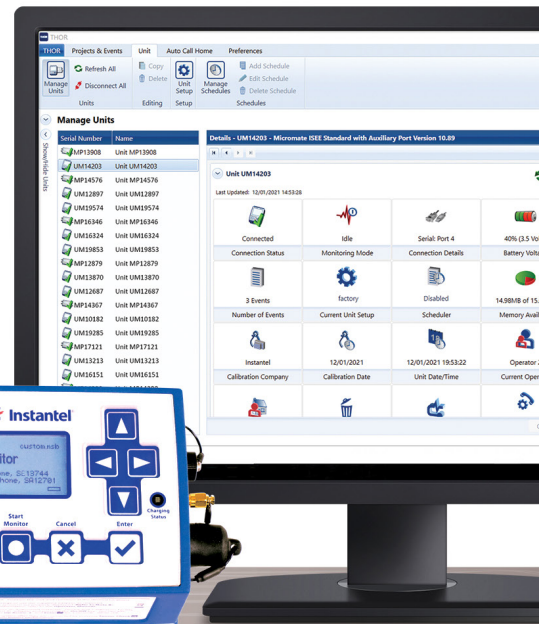 THOR
THOR Projects & Events Unit Auto Call Home Preferences
Manage Units
Refresh All
Disconnect All
Copy
Delete
Unit Setup
Manage Schedules
Add Schedule
Edit Schedule
Delete Schedule
Units Editing Setup Schedules
Manage Units
Show/Hide Units
Serial Number Name
MP13908 Unit MP13908
UM14203 Unit UM14203
MP14576 Unit MP14576
UM12897 Unit UM12897
UM19574 Unit UM19574
MP16346 Unit MP16346
UM16324 Unit UM16324
UM19853 Unit UM19853
MP12879 Unit MP12879
UM13870 Unit UM13870
UM12687 Unit UM12687
MP14367 Unit MP14367
UM10182 Unit UM10182
UM19285 Unit UM19285
MP17121 Unit MP17121
UM13213 Unit UM13213
UM16151 Unit UM16151
Details - UM14203 - Micromate ISEE Standard with Auxiliary Port Version 10.89
Unit UM14203
Last Updated: 12/01/2021 14:53:28
Connected Idle Serial: Port 4 40% (3.5 Vo
Connection Status Monitoring Mode Connection Details Battery Volta
3 Events factory Disabled 14.98MB of 15.
Number of Events Current Unit Setup Scheduler Memory Avail
Instantel 12/01/2021 12/01/2021 19:53:22 Operator
Calibration Company Calibration Date Unit Date/Time Current Oper
Instantel
custom.msb
itor
one, SE13744
phone, SA12701
Charging Status
Start Monitor
Cancel
Enter